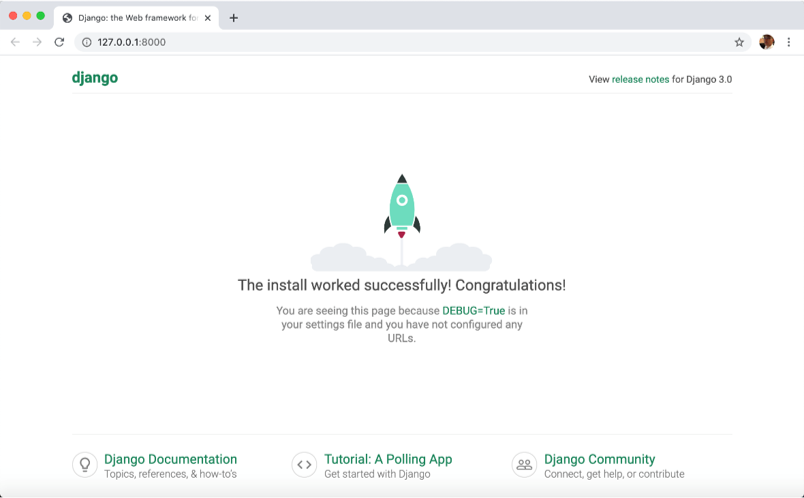 Django: the Web framework fo
127.0.0.1:8000
django
View release notes for Django 3.0
The install worked successfully! Congratulations!
You are seeing this page because DEBUG=True is in
your settings file and you have not configured any
URLs.
Django Documentation
Topics, references, & how-to's
Tutorial: A Polling App
Get started with Django
Django Community
Connect, get help, or contribute